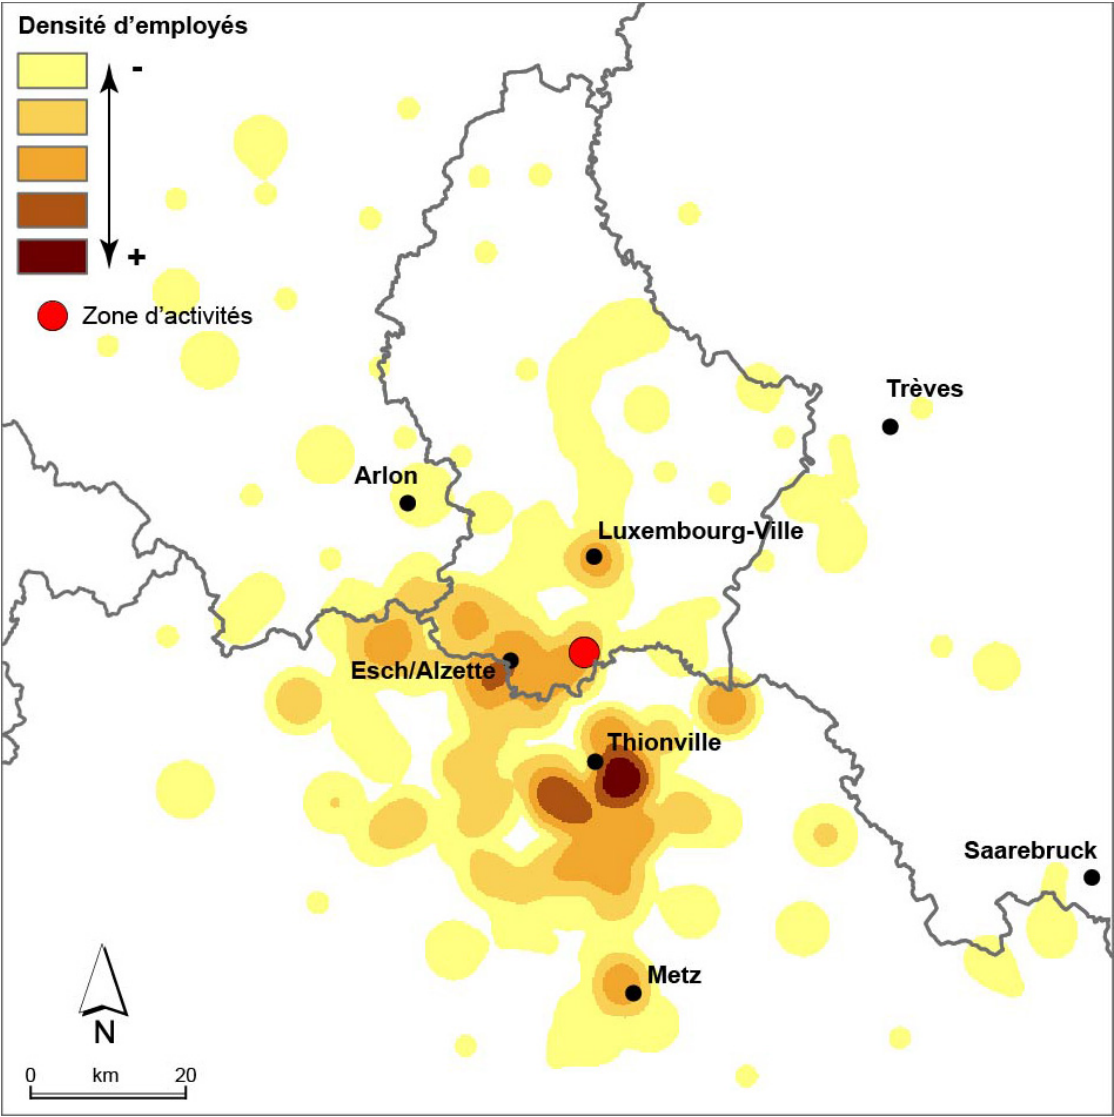 Densité d’employés
-
+
Zone d’activités
Trèves
Arlon
Luxembourg-Ville
Esch/Alzette
Thionville
Saarebruck
Metz
N
0 km 20